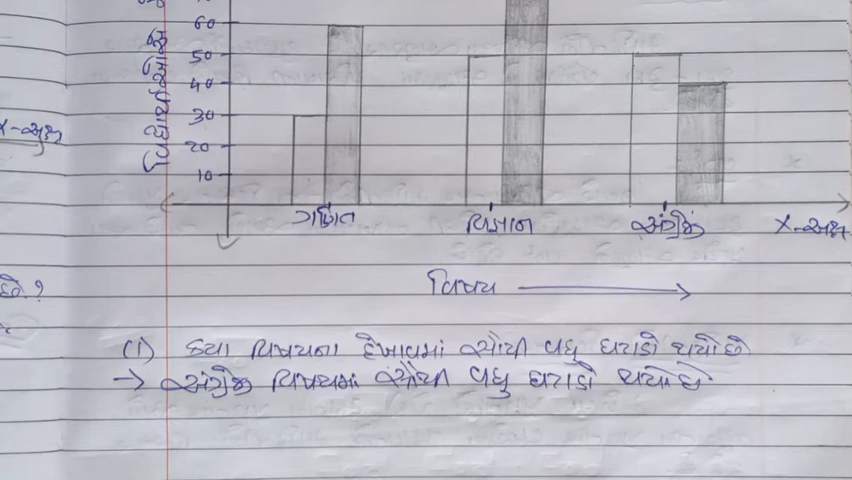 60
50
40
30
20
10
ગણિત વિજ્ઞાન અંગ્રેજી X-અક્ષ
X-અક્ષ
વિષય
(1) કયા વિષયના દેખાવમાં સૌથી વધુ ઘટાડો થયો છે
→ અંગ્રેજી વિષયમાં સૌથી વધુ ઘટાડો થયો છે